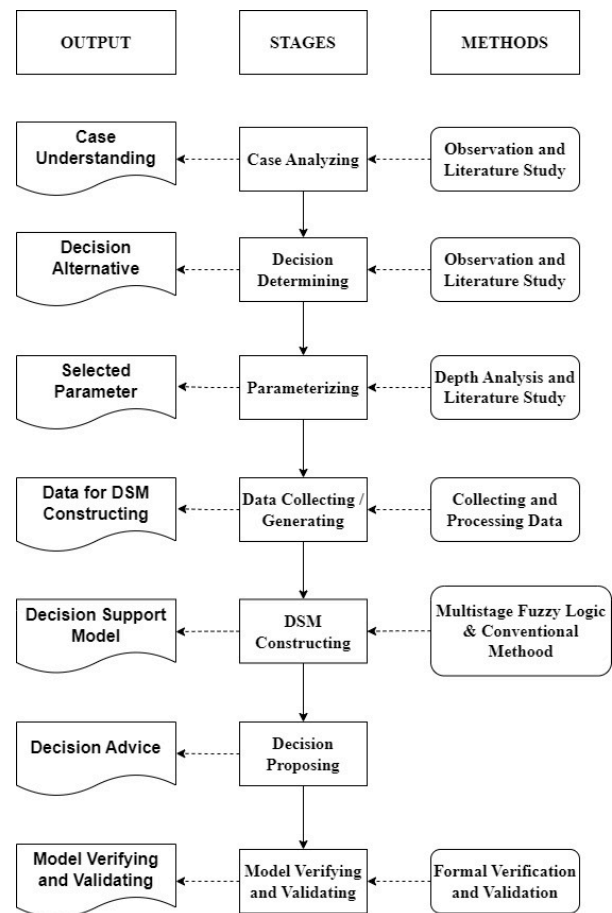 OUTPUT
STAGES
METHODS
Case
Understanding
Case Analyzing
Observation and
Literature Study
Decision
Alternative
Decision
Determining
Observation and
Literature Study
Selected
Parameter
Parameterizing
Depth Analysis and
Literature Study
Data for DSM
Constructing
Data Collecting /
Generating
Collecting and
Processing Data
Decision Support
Model
DSM
Constructing
Multistage Fuzzy Logic
& Conventional
Methood
Decision Advice
Decision
Proposing
Model Verifying
and Validating
Model Verifying
and Validating
Formal Verification
and Validation